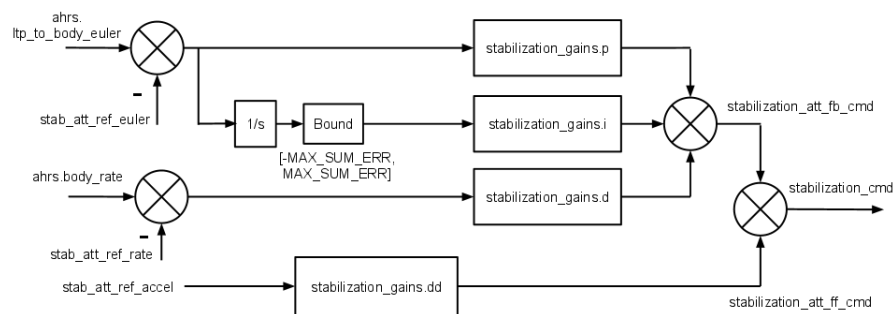 ahrs.
ltp_to_body_euler
stabilization_gains.p
-
stab_att_ref_euler
1/s
Bound
stabilization_gains.i
stabilization_att_fb_cmd
[-MAX_SUM_ERR,
MAX_SUM_ERR]
ahrs.body_rate
stabilization_gains.d
stabilization_cmd
-
stab_att_ref_rate
stab_att_ref_accel
stabilization_gains.dd
stabilization_att_ff_cmd